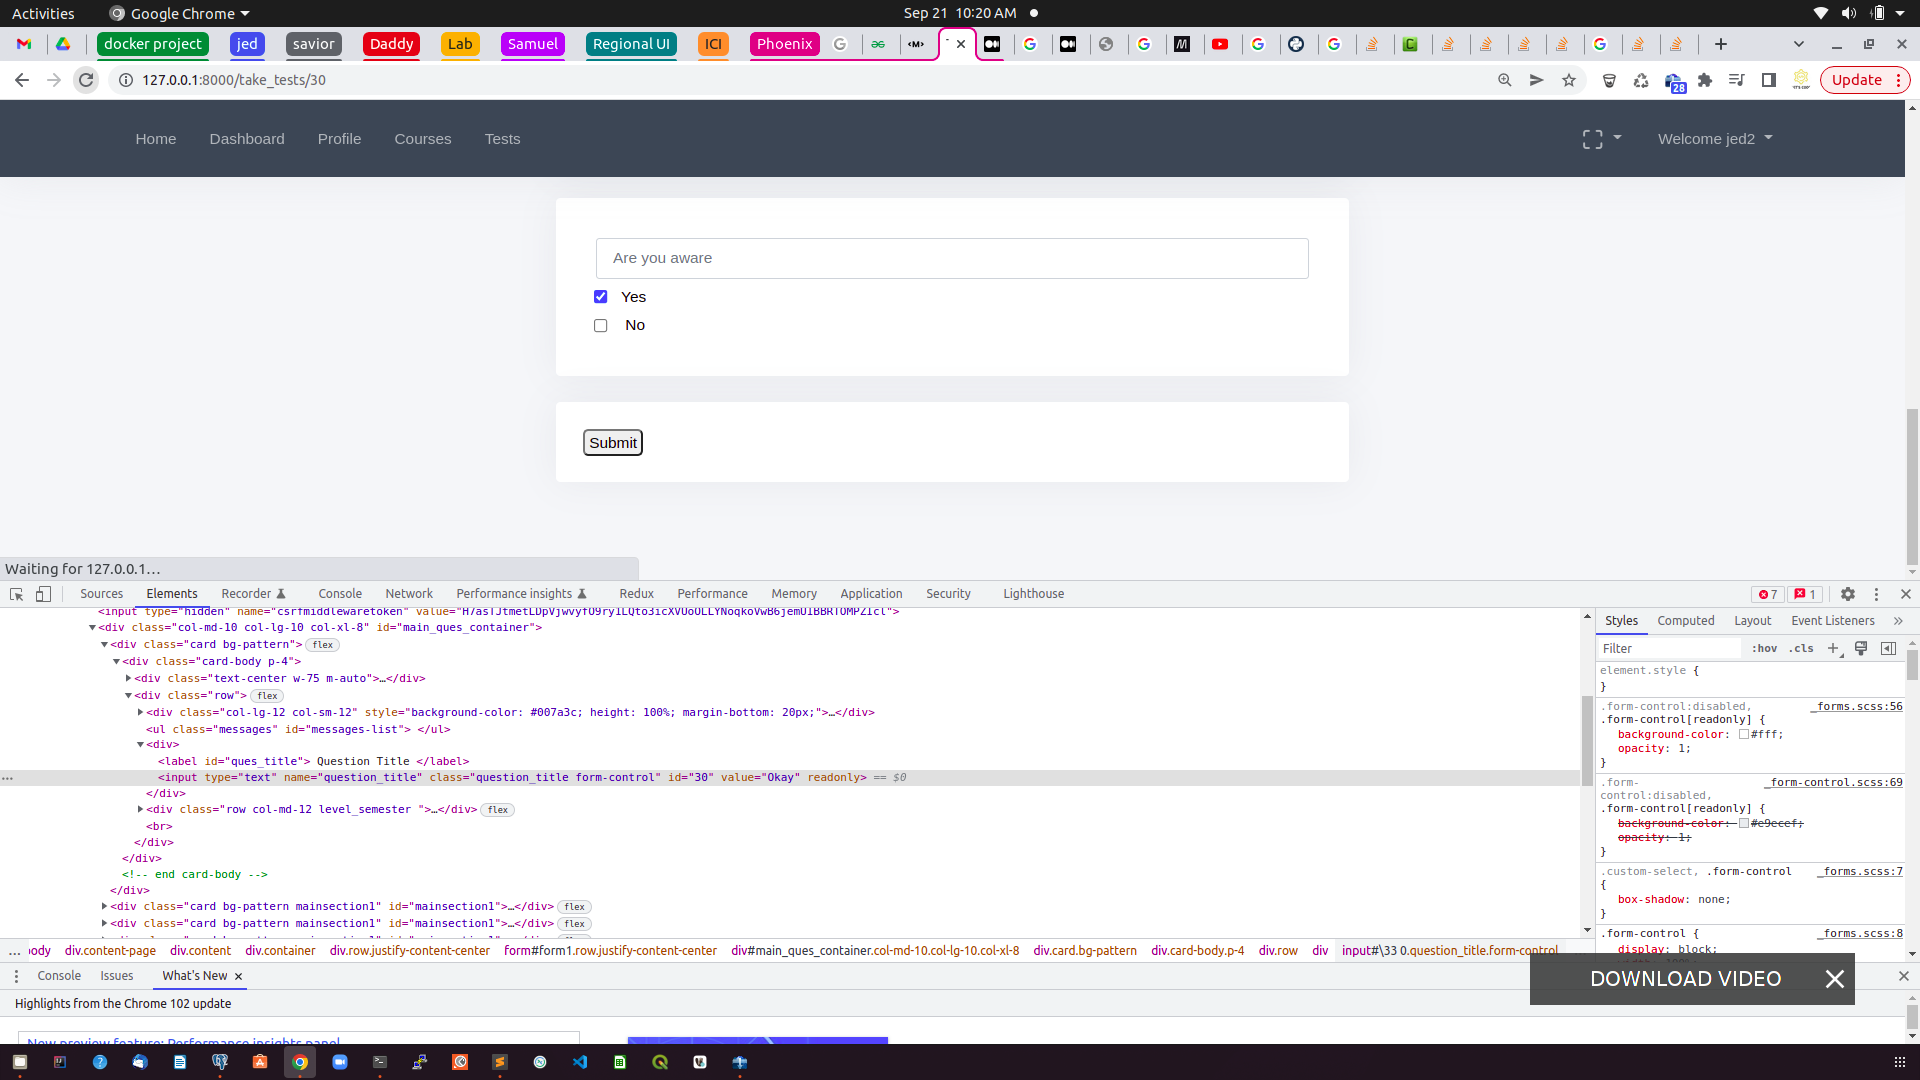 Activities Google Chrome Sep 21 10:20 AM
docker project jed savior Daddy Lab Samuel Regional UI ICI Phoenix
127.0.0.1:8000/take_tests/30 28 Update
Home Dashboard Profile Courses Tests Welcome jed2
Are you aware
Yes
No
Submit
Waiting for 127.0.0.1...
Sources Elements Recorder Console Network Performance insights Redux Performance Memory Application Security Lighthouse 7 1
<div class="col-md-10 col-lg-10 col-xl-8" id="main_ques_container">
<div class="card bg-pattern"> flex
<div class="card-body p-4">
<div class="text-center w-75 m-auto">…</div>
<div class="row"> flex
<div class="col-lg-12 col-sm-12" style="background-color: #007a3c; height: 100%; margin-bottom: 20px;">…</div>
<ul class="messages" id="messages-list"> </ul>
<div>
<label id="ques_title"> Question Title </label>
<input type="text" name="question_title" class="question_title form-control" id="30" value="Okay" readonly> == $0
</div>
<div class="row col-md-12 level_semester ">…</div> flex
<br>
</div>
</div>
<!-- end card-body -->
</div>
<div class="card bg-pattern mainsection1" id="mainsection1">…</div> flex
<div class="card bg-pattern mainsection1" id="mainsection1">…</div> flex
... body div.content-page div.content div.container div.row.justify-content-center form#form1.row.justify-content-center div#main_ques_container.col-md-10.col-lg-10.col-xl-8 div.card.bg-pattern div.card-body.p-4 div.row div input#\33 0.question_title.form-control
Styles Computed Layout Event Listeners »
Filter :hov .cls +
element.style {
}
.form-control:disabled, _forms.scss:56
.form-control[readonly] {
background-color: #fff;
opacity: 1;
}
.form- _form-control.scss:69
control:disabled,
.form-control[readonly] {
background-color: #e9ecef;
opacity: 1;
}
.custom-select, .form-control _forms.scss:7
{
box-shadow: none;
}
.form-control { _forms.scss:8
display: block;
Console Issues What's New ×
DOWNLOAD VIDEO
Highlights from the Chrome 102 update
New preview feature: Performance insights panel